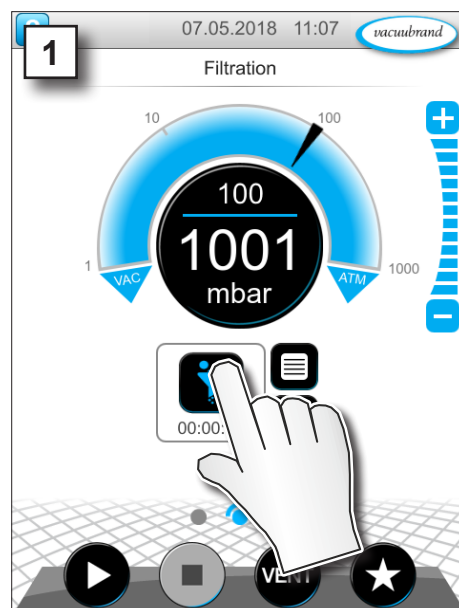 1
07.05.2018 11:07
vacuubrand
Filtration
10
100
1
1000
VAC
ATM
100
1001
mbar
+
−
00:00:
VENT